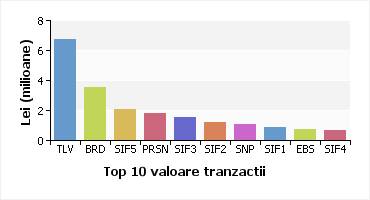 Lei (milioane)
8
6
4
2
0
TLV BRD SIF5 PRSN SIF3 SIF2 SNP SIF1 EBS SIF4
Top 10 valoare tranzactii